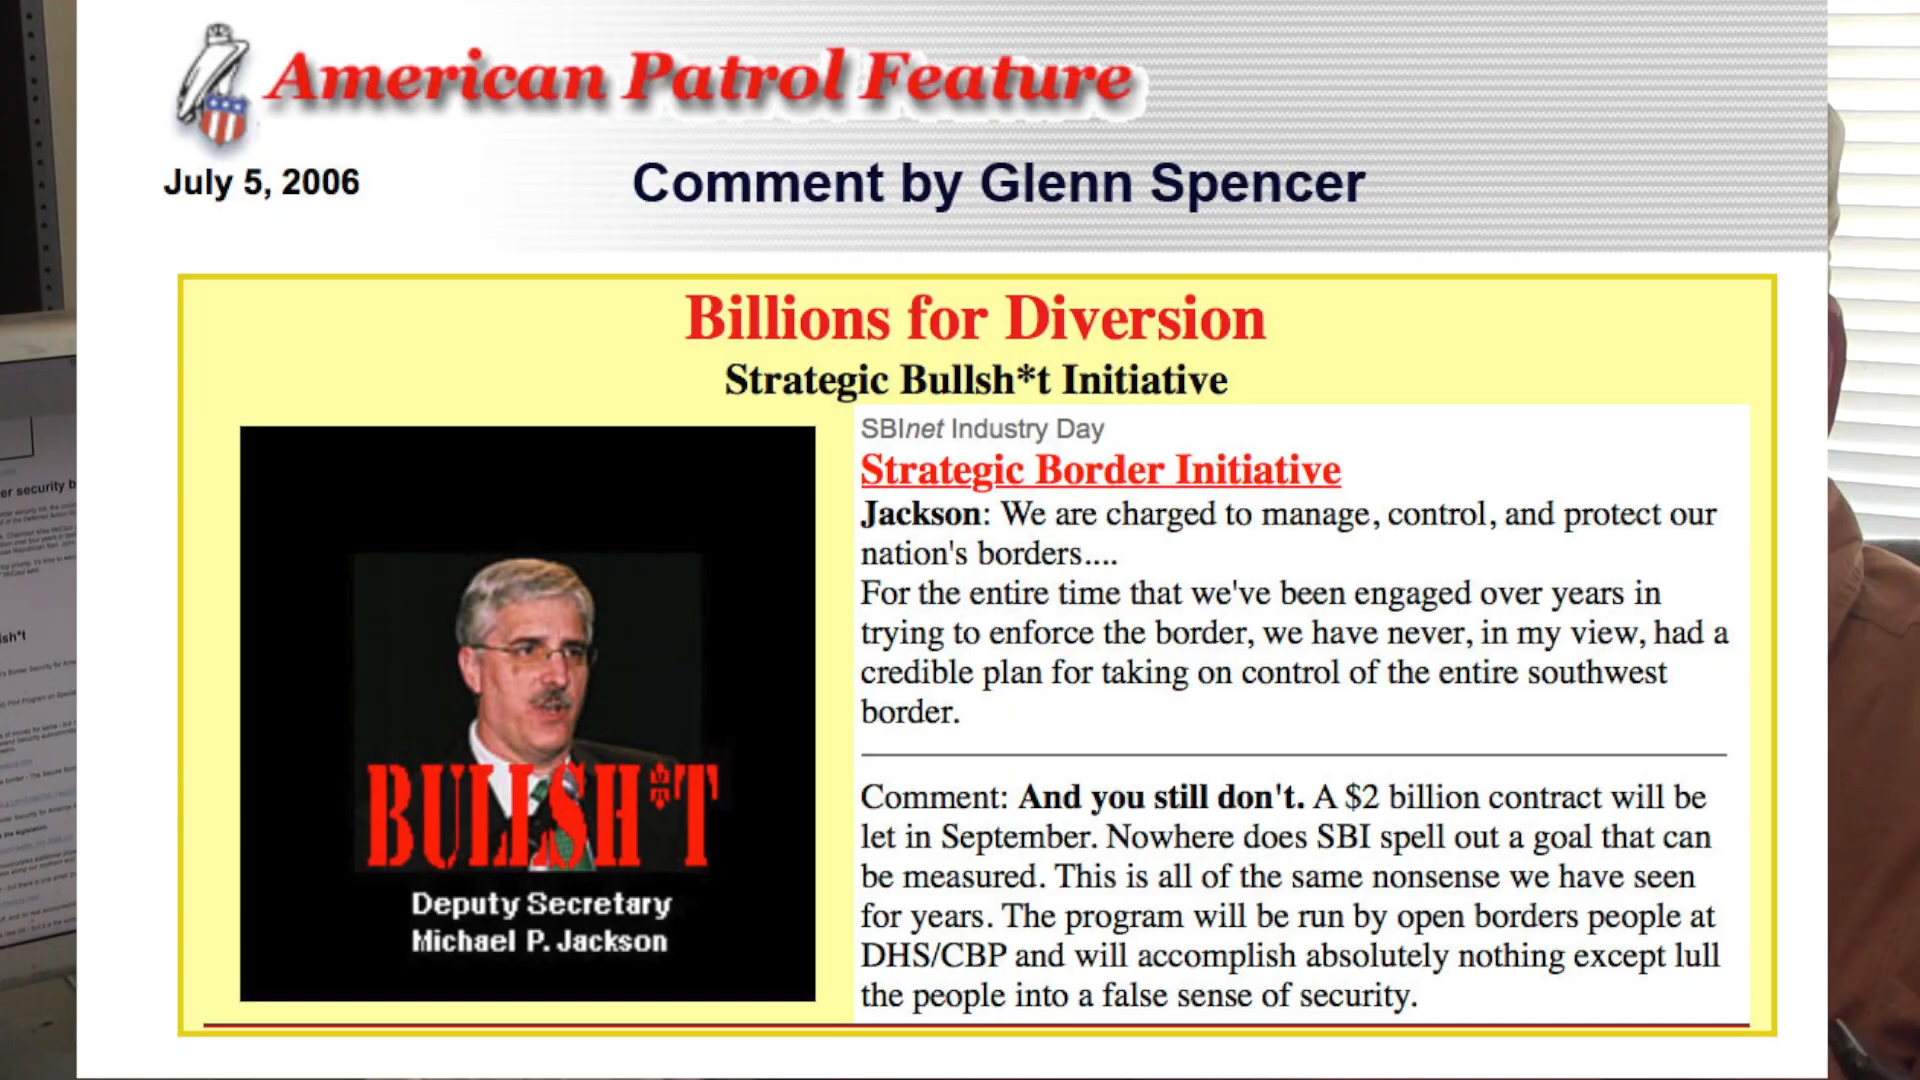 American Patrol Feature
July 5, 2006
Comment by Glenn Spencer
Billions for Diversion
Strategic Bullsh*t Initiative
BULLSH*T
Deputy Secretary
Michael P. Jackson
SBInet Industry Day
Strategic Border Initiative
Jackson: We are charged to manage, control, and protect our
nation's borders....
For the entire time that we've been engaged over years in
trying to enforce the border, we have never, in my view, had a
credible plan for taking on control of the entire southwest
border.
Comment: And you still don't. A $2 billion contract will be
let in September. Nowhere does SBI spell out a goal that can
be measured. This is all of the same nonsense we have seen
for years. The program will be run by open borders people at
DHS/CBP and will accomplish absolutely nothing except lull
the people into a false sense of security.
er security b
sh*t